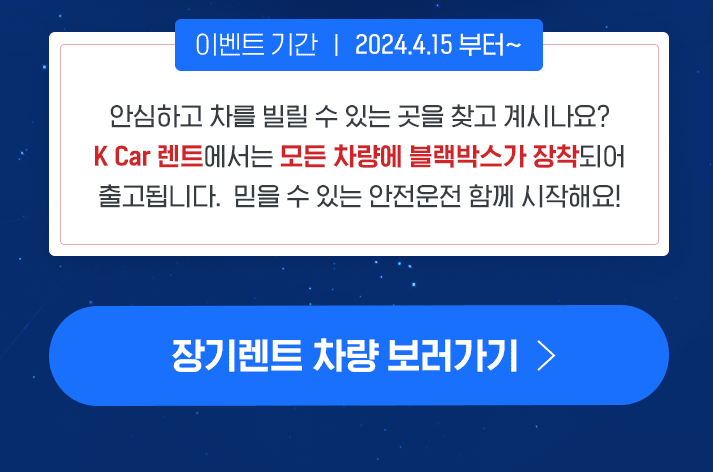 이벤트 기간 | 2024.4.15 부터~
안심하고 차를 빌릴 수 있는 곳을 찾고 계시나요?
K Car 렌트에서는 모든 차량에 블랙박스가 장착되어
출고됩니다. 믿을 수 있는 안전운전 함께 시작해요!
장기렌트 차량 보러가기 >